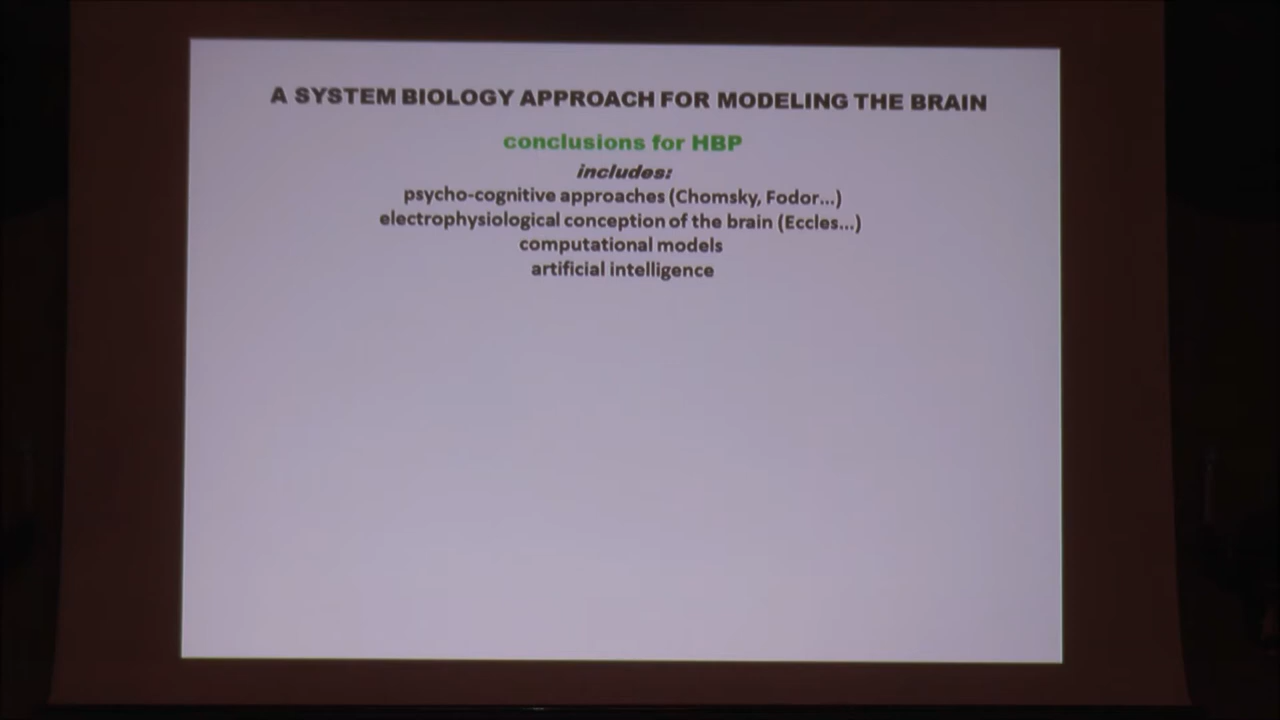 A SYSTEM BIOLOGY APPROACH FOR MODELING THE BRAIN
conclusions for HBP
includes:
psycho-cognitive approaches (Chomsky, Fodor...)
electrophysiological conception of the brain (Eccles...)
computational models
artificial intelligence